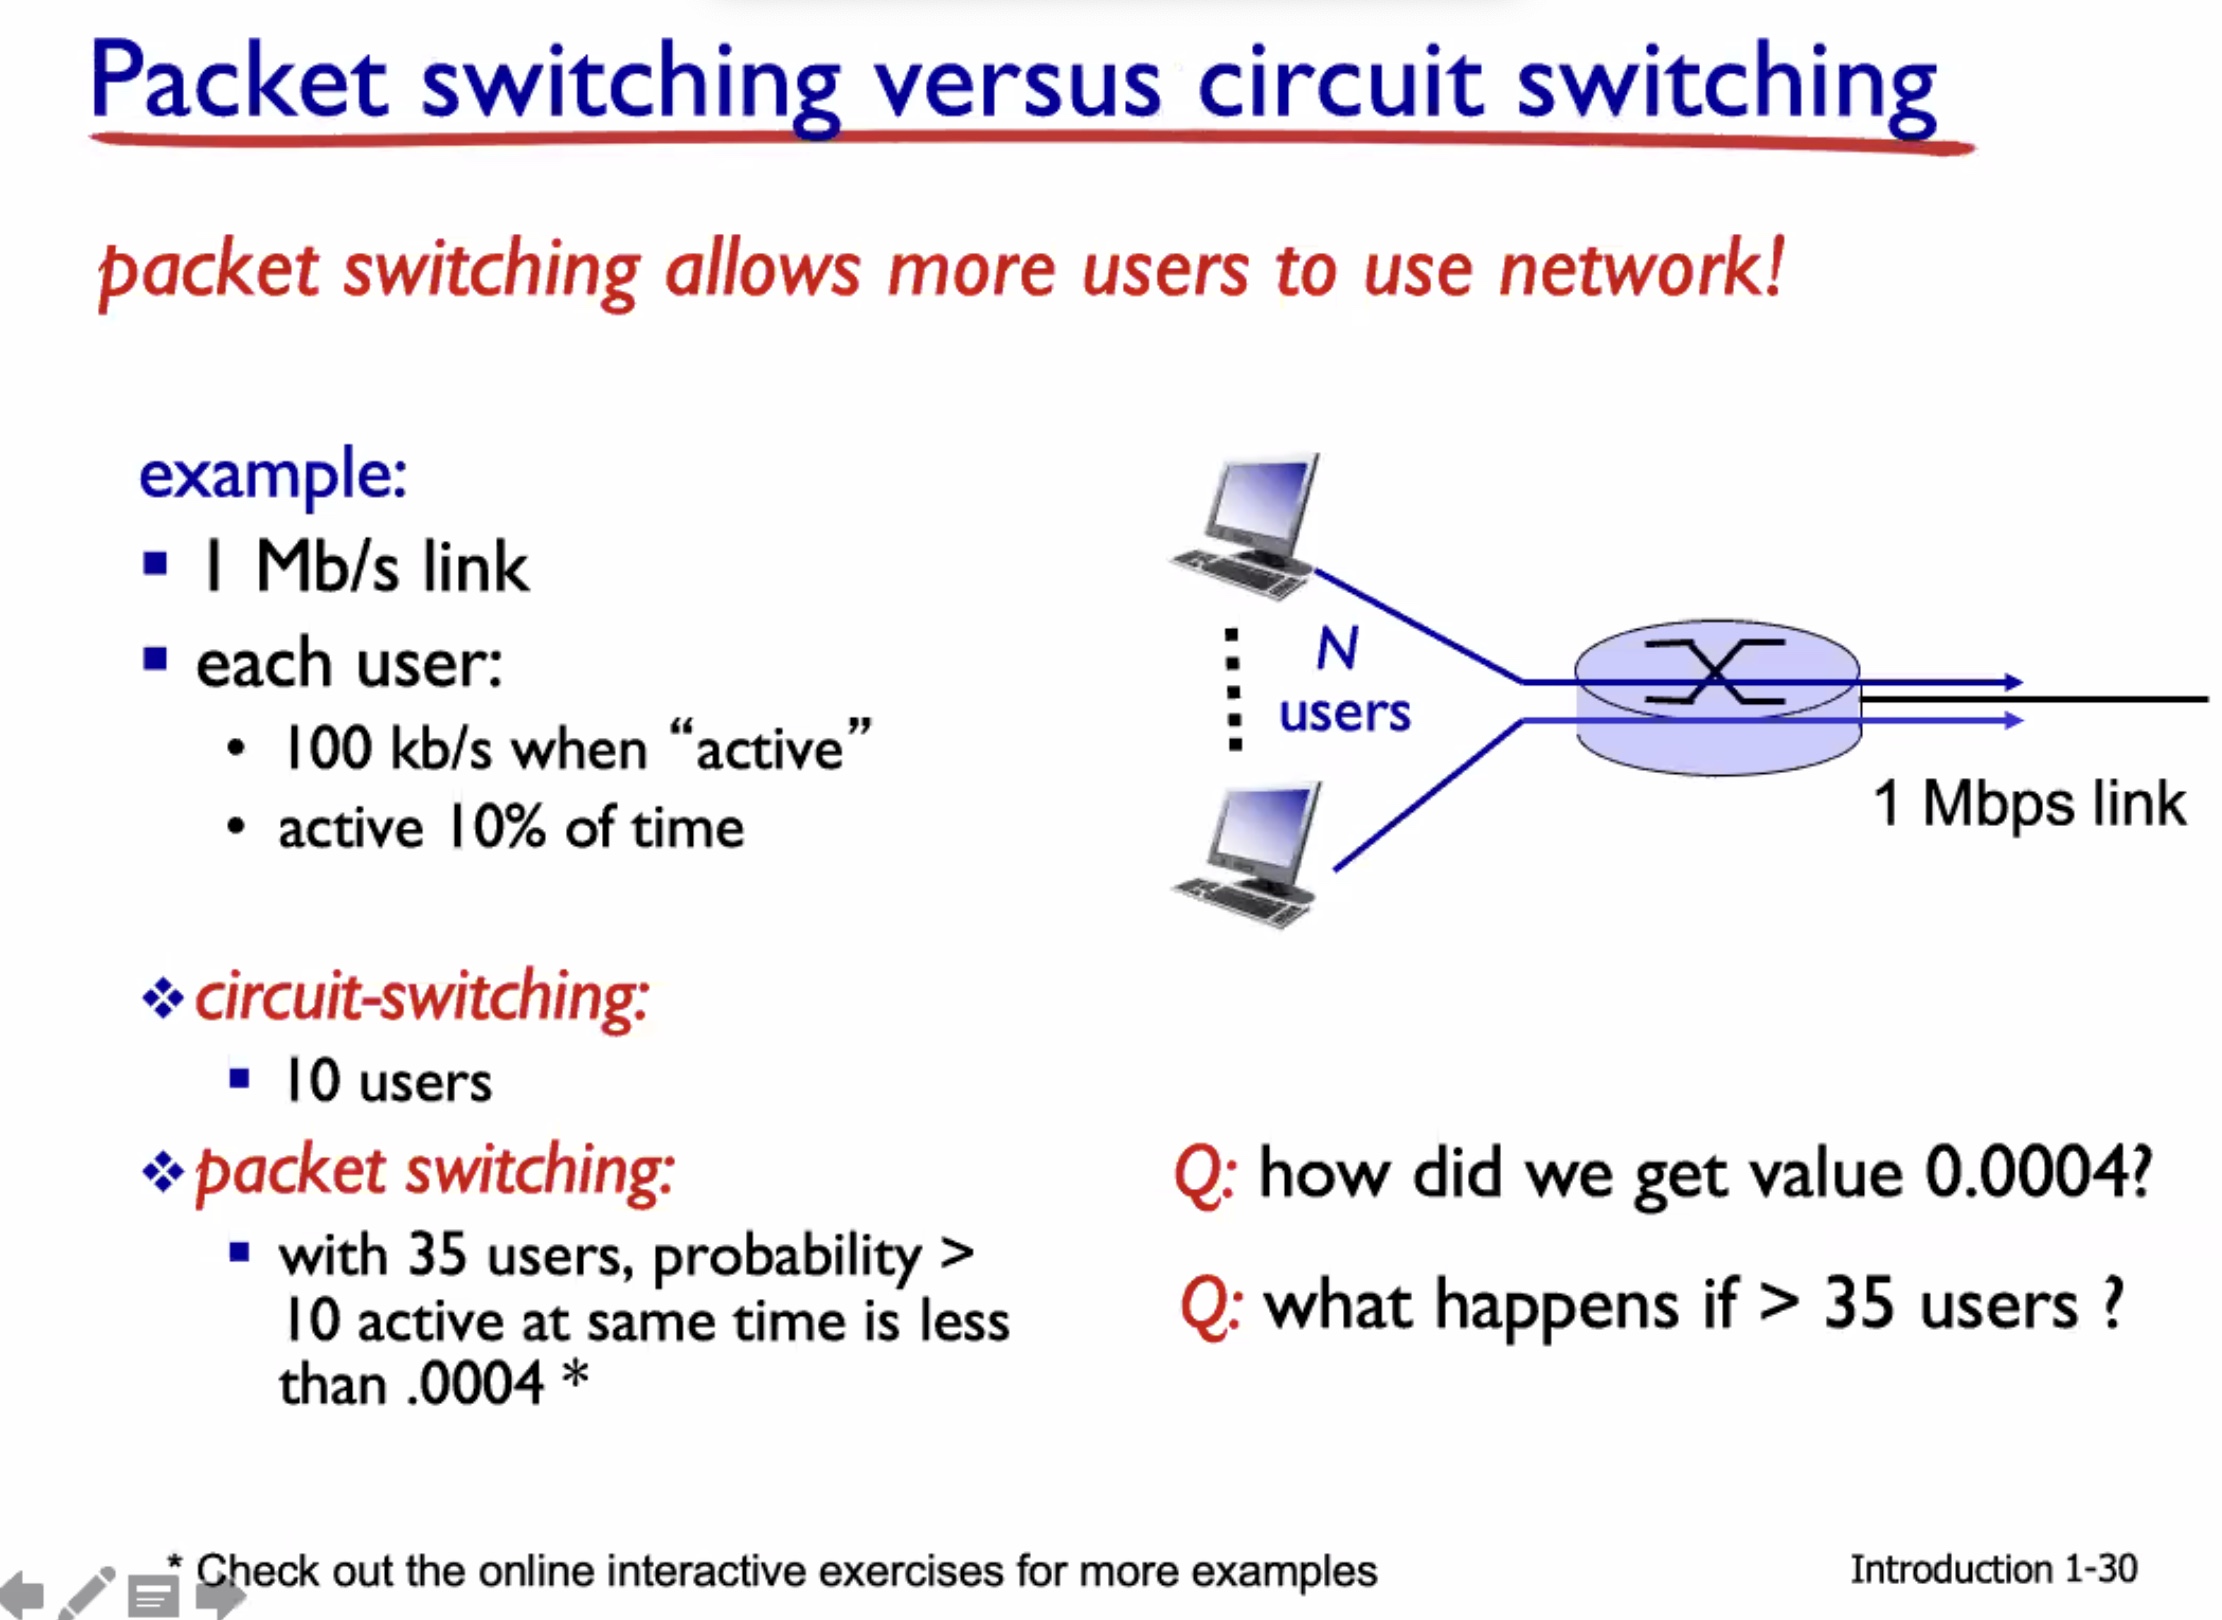 Packet switching versus circuit switching
packet switching allows more users to use network!
example:
1 Mb/s link
each user:
• 100 kb/s when “active”
• active 10% of time
N
users
1 Mbps link
❖ circuit-switching:
10 users
❖ packet switching:
with 35 users, probability >
10 active at same time is less
than .0004 *
Q: how did we get value 0.0004?
Q: what happens if > 35 users ?
* Check out the online interactive exercises for more examples
Introduction 1-30